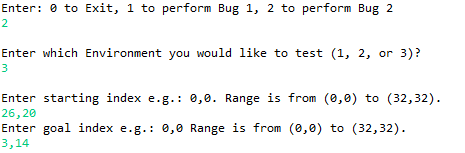 Enter: 0 to Exit, 1 to perform Bug 1, 2 to perform Bug 2
2
Enter which Environment you would like to test (1, 2, or 3)?
3
Enter starting index e.g.: 0,0. Range is from (0,0) to (32,32).
26,20
Enter goal index e.g.: 0,0 Range is from (0,0) to (32,32).
3,14